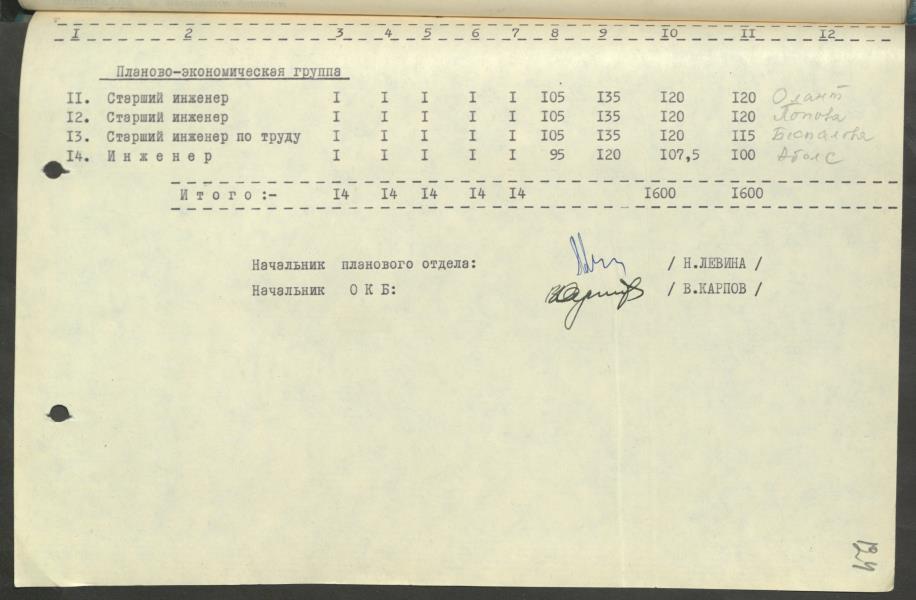 I 2 3 4 5 6 7 8 9 I0 II I2
Планово-экономическая группа
II. Старший инженер I I I I I I05 I35 I20 I20
I2. Старший инженер I I I I I I05 I35 I20 I20 Попова
I3. Старший инженер по труду I I I I I I05 I35 I20 II5
I4. И н ж е н е р I I I I I 95 I20 I07,5 I00
И т о г о :- I4 I4 I4 I4 I4 I600 I600
Начальник планового отдела: / Н.ЛЕВИНА /
Начальник О К Б: / В.КАРПОВ /
124